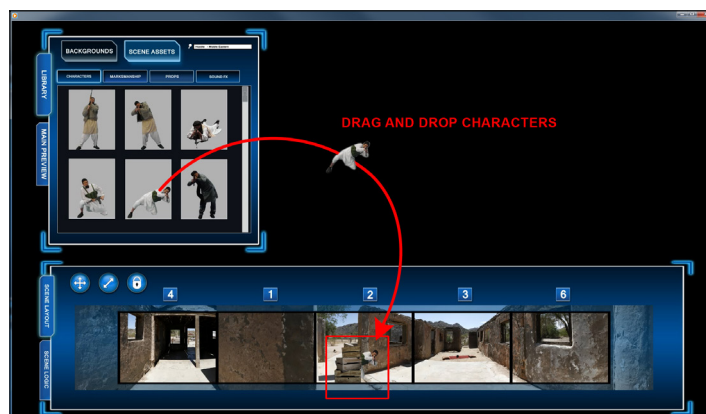 BACKGROUNDS
SCENE ASSETS
CHARACTERS
MARKSMANSHIP
PROPS
SOUND FX
LIBRARY
MAIN PREVIEW
DRAG AND DROP CHARACTERS
SCENE LAYOUT
SCENE LOGIC
4
1
2
3
6